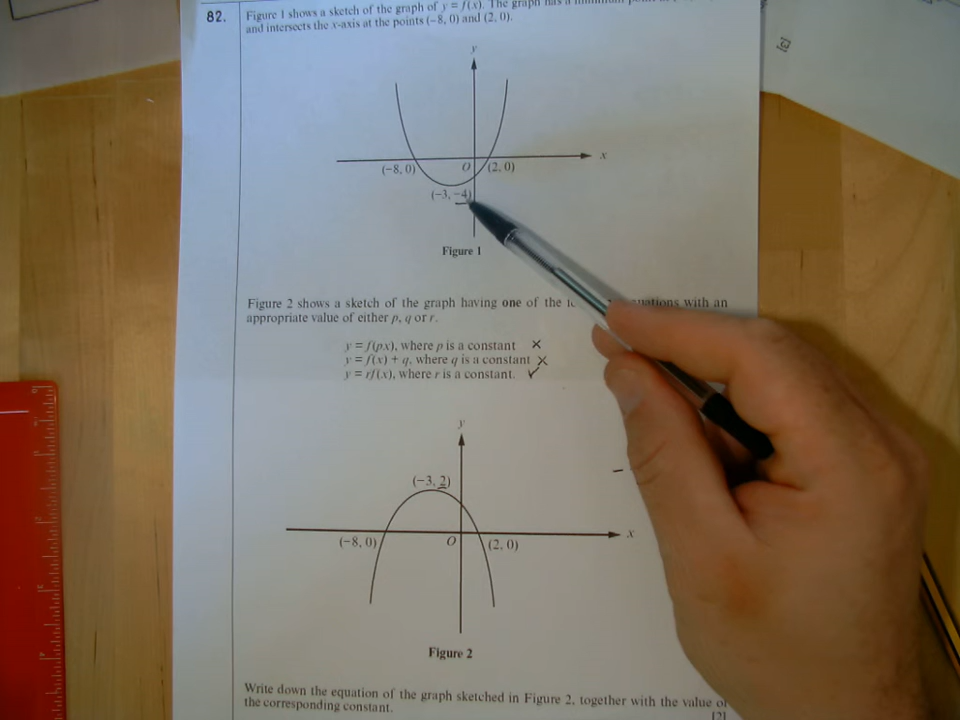 82.
Figure 1 shows a sketch of the graph of y = f(x). The graph has a minimum point
and intersects the x-axis at the points (−8, 0) and (2, 0).
y
x
O
(−8, 0)
(2, 0)
(−3, −4)
Figure 1
Figure 2 shows a sketch of the graph having one of the equations with an
appropriate value of either p, q or r.
y = f(px), where p is a constant ×
y = f(x) + q, where q is a constant ×
y = rf(x), where r is a constant. ✓
y
(−3, 2)
x
(−8, 0)
O
(2, 0)
Figure 2
Write down the equation of the graph sketched in Figure 2, together with the value of
the corresponding constant.
[2]
[3]